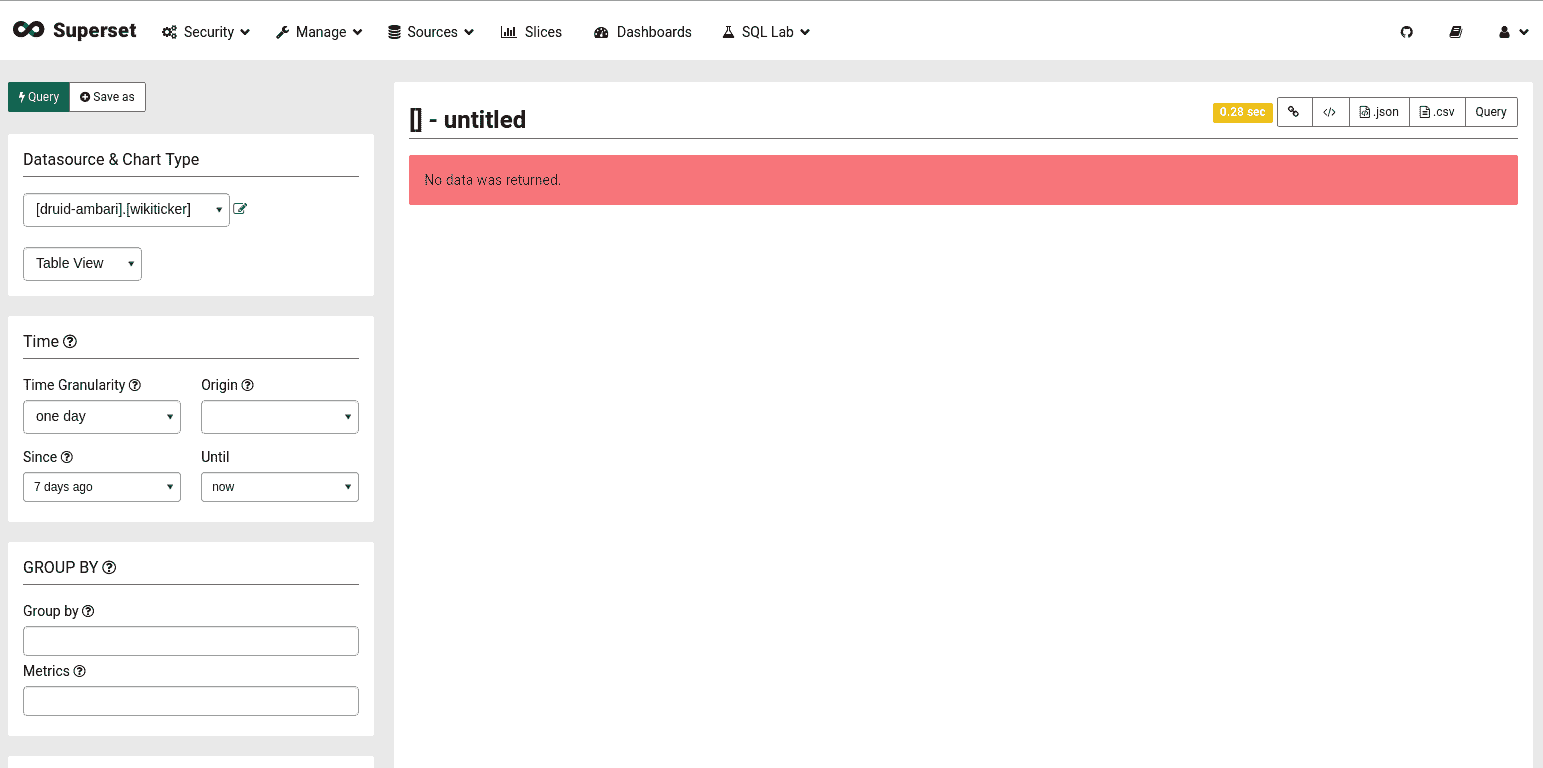 Superset Security Manage Sources Slices Dashboards SQL Lab
Query Save as
Datasource & Chart Type
[druid-ambari].[wikiticker]
Table View
Time
Time Granularity Origin
one day
Since Until
7 days ago now
GROUP BY
Group by
Metrics
[] - untitled
0.28 sec </> .json .csv Query
No data was returned.